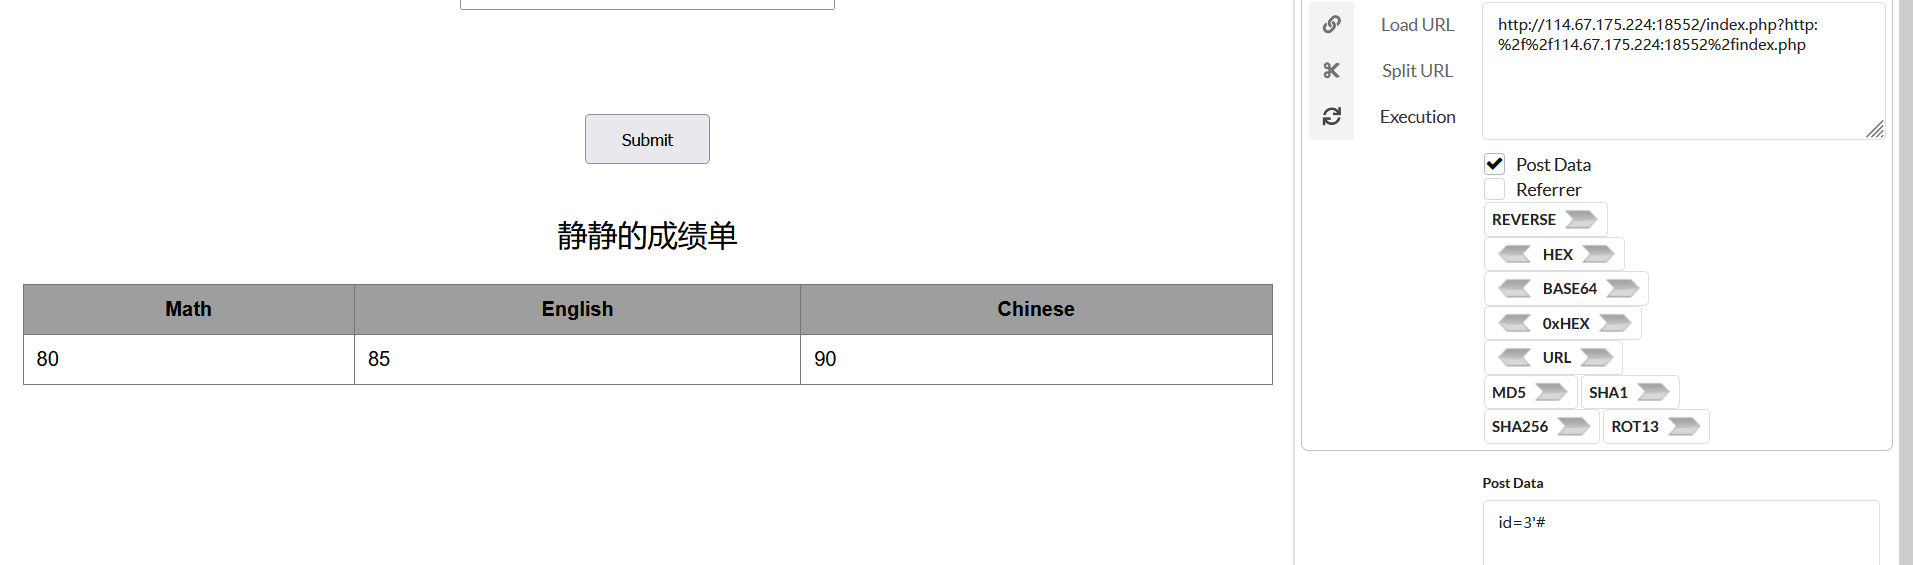 Submit
静静的成绩单
Math English Chinese
80 85 90
Load URL
Split URL
Execution
http://114.67.175.224:18552/index.php?http:
%2f%2f114.67.175.224:18552%2findex.php
Post Data
Referrer
REVERSE
HEX
BASE64
0xHEX
URL
MD5 SHA1
SHA256 ROT13
Post Data
id=3'#